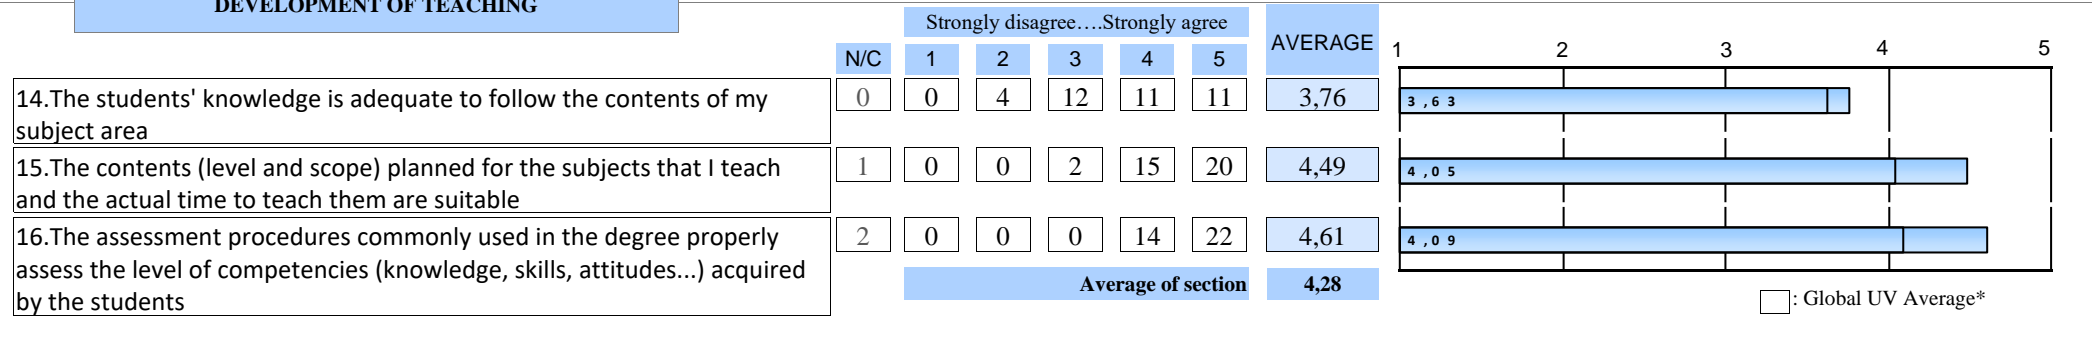 DEVELOPMENT OF TEACHING
Strongly disagree….Strongly agree
AVERAGE
N/C 1 2 3 4 5
1 2 3 4 5
14.The students' knowledge is adequate to follow the contents of my
subject area
0 0 4 12 11 11 3,76
3,63
15.The contents (level and scope) planned for the subjects that I teach
and the actual time to teach them are suitable
1 0 0 2 15 20 4,49
4,05
16.The assessment procedures commonly used in the degree properly
assess the level of competencies (knowledge, skills, attitudes...) acquired
by the students
2 0 0 0 14 22 4,61
4,09
Average of section 4,28
: Global UV Average*